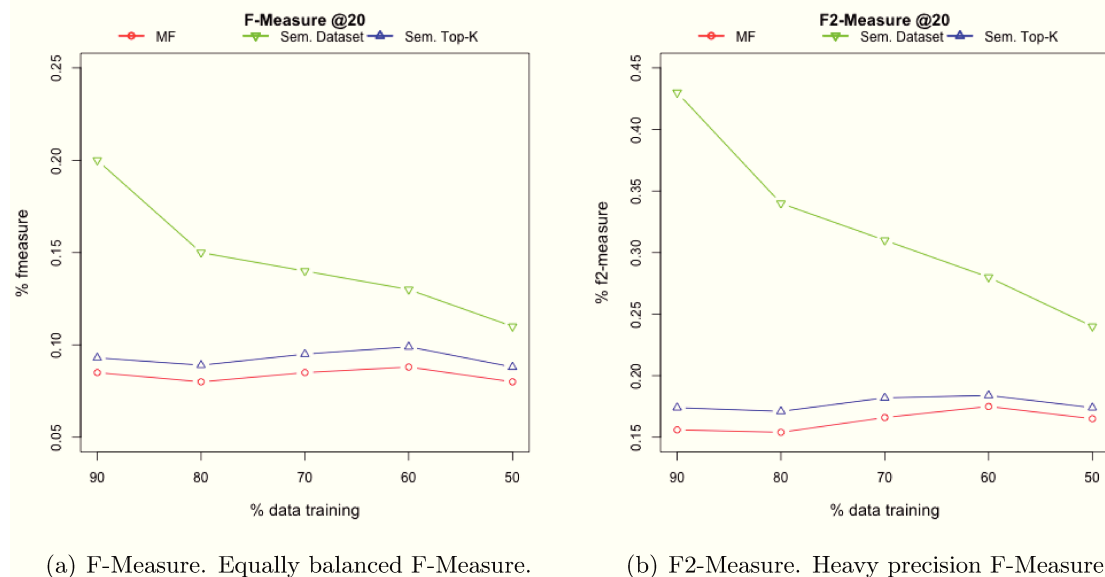 F-Measure @20
MF Sem. Dataset Sem. Top-K
0.25
0.20
0.15
0.10
0.05
% fmeasure
90 80 70 60 50
% data training
(a) F-Measure. Equally balanced F-Measure.
F2-Measure @20
MF Sem. Dataset Sem. Top-K
0.45
0.40
0.35
0.30
0.25
0.20
0.15
% f2-measure
90 80 70 60 50
% data training
(b) F2-Measure. Heavy precision F-Measure